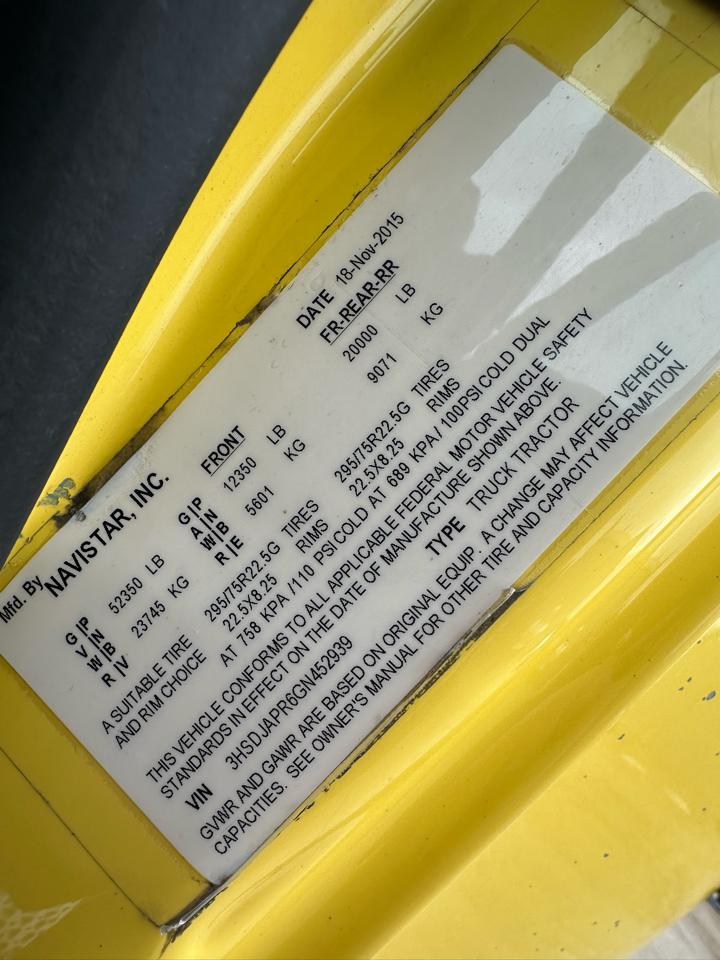 Mfd. By NAVISTAR, INC. DATE 18-Nov-2015
FRONT FR-REAR-RR
G|P 52350 LB G|P 12350 LB 20000 LB
V|N A|N
W|B 23745 KG W|B 5601 KG 9071 KG
R|V R|E
A SUITABLE TIRE 295/75R22.5G TIRES 295/75R22.5G TIRES
AND RIM CHOICE 22.5X8.25 RIMS 22.5X8.25 RIMS
AT 758 KPA /110 PSI COLD AT 689 KPA/ 100PSI COLD DUAL
THIS VEHICLE CONFORMS TO ALL APPLICABLE FEDERAL MOTOR VEHICLE SAFETY
STANDARDS IN EFFECT ON THE DATE OF MANUFACTURE SHOWN ABOVE.
VIN 3HSDJAPR6GN452939 TYPE TRUCK TRACTOR
GVWR AND GAWR ARE BASED ON ORIGINAL EQUIP. A CHANGE MAY AFFECT VEHICLE
CAPACITIES. SEE OWNER'S MANUAL FOR OTHER TIRE AND CAPACITY INFORMATION.